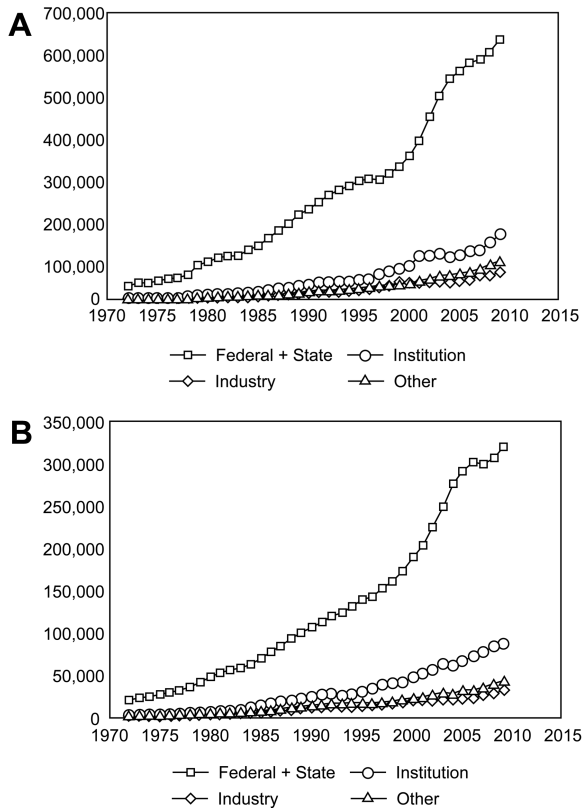 A
700,000
600,000
500,000
400,000
300,000
200,000
100,000
0
1970 1975 1980 1985 1990 1995 2000 2005 2010 2015
Federal + State Institution
Industry Other
B
350,000
300,000
250,000
200,000
150,000
100,000
50,000
0
1970 1975 1980 1985 1990 1995 2000 2005 2010 2015
Federal + State Institution
Industry Other